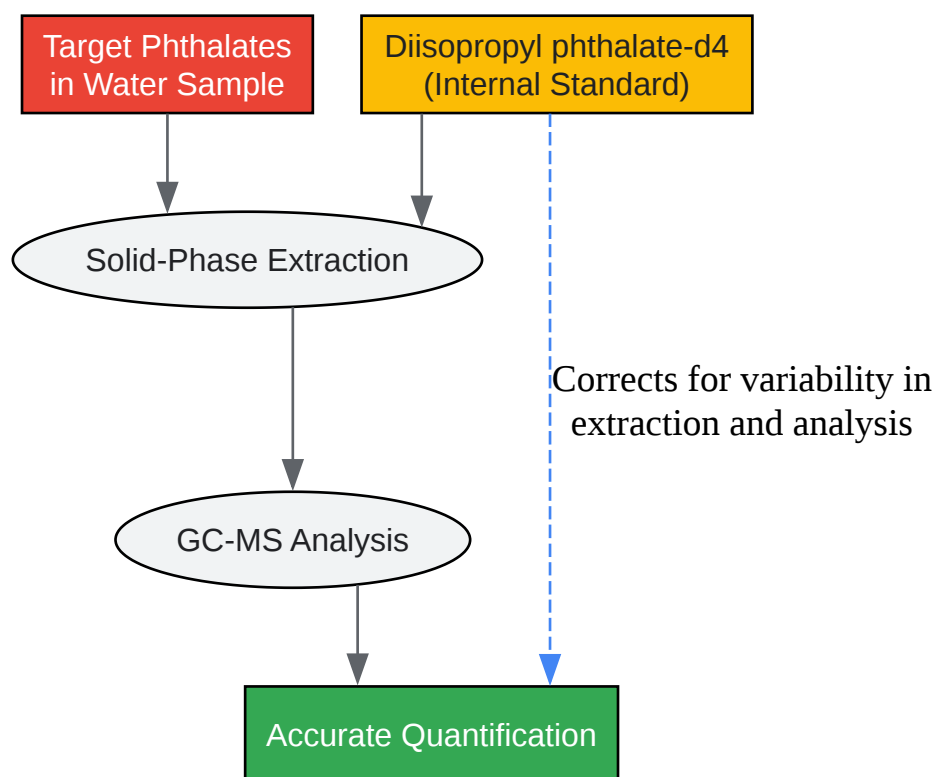 Target Phthalates
in Water Sample
Diisopropyl phthalate-d4
(Internal Standard)
Solid-Phase Extraction
Corrects for variability in
extraction and analysis
GC-MS Analysis
Accurate Quantification